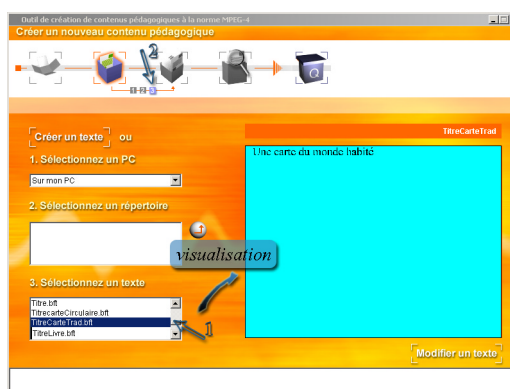 Outil de création de contenus pédagogiques à la norme MPEG-4
Créer un nouveau contenu pédagogique
2
1 2 3
Q
Créer un texte ou
TitreCarteTrad
1. Sélectionnez un PC
Une carte du monde habité
Sur mon PC
2. Sélectionnez un répertoire
visualisation
3. Sélectionnez un texte
Titre.bft
TitrecarteCirculaire.bft
TitreCarteTrad.bft
TitreLivre.bft
1
Modifier un texte